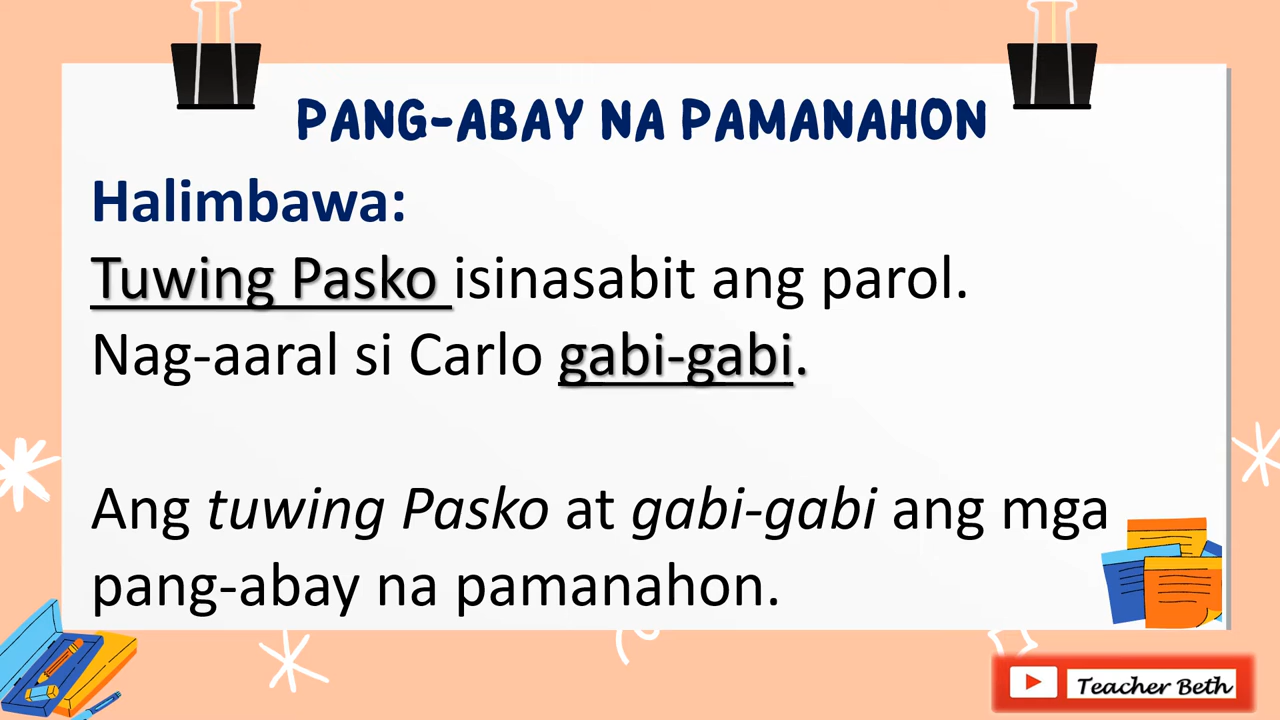 PANG-ABAY NA PAMANAHON
Halimbawa:
Tuwing Pasko isinasabit ang parol.
Nag-aaral si Carlo gabi-gabi.
Ang tuwing Pasko at gabi-gabi ang mga
pang-abay na pamanahon.
Teacher Beth